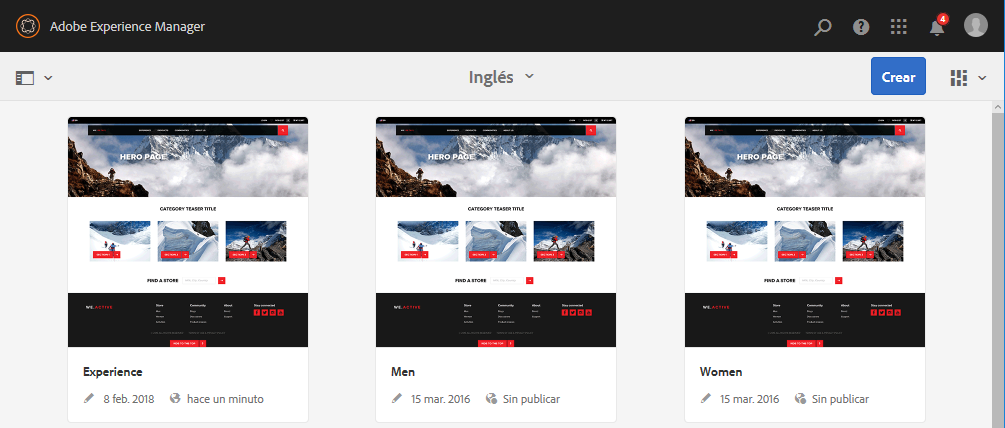 Adobe Experience Manager
4
Inglés
Crear
HERO PAGE
CATEGORY TEASER TITLE
FIND A STORE
WE.ACTIVE
Store
Community
About
Stay connected
HERO PAGE
CATEGORY TEASER TITLE
FIND A STORE
WE.ACTIVE
Store
Community
About
Stay connected
HERO PAGE
CATEGORY TEASER TITLE
FIND A STORE
WE.ACTIVE
Store
Community
About
Stay connected
Experience
8 feb. 2018 hace un minuto
Men
15 mar. 2016 Sin publicar
Women
15 mar. 2016 Sin publicar